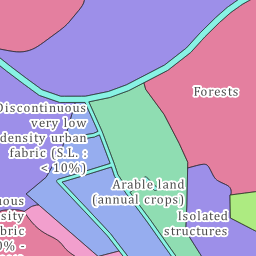 Forests
Discontinuous
very low
density urban
fabric (S.L. :
< 10%)
Arable land
(annual crops)
Isolated
structures